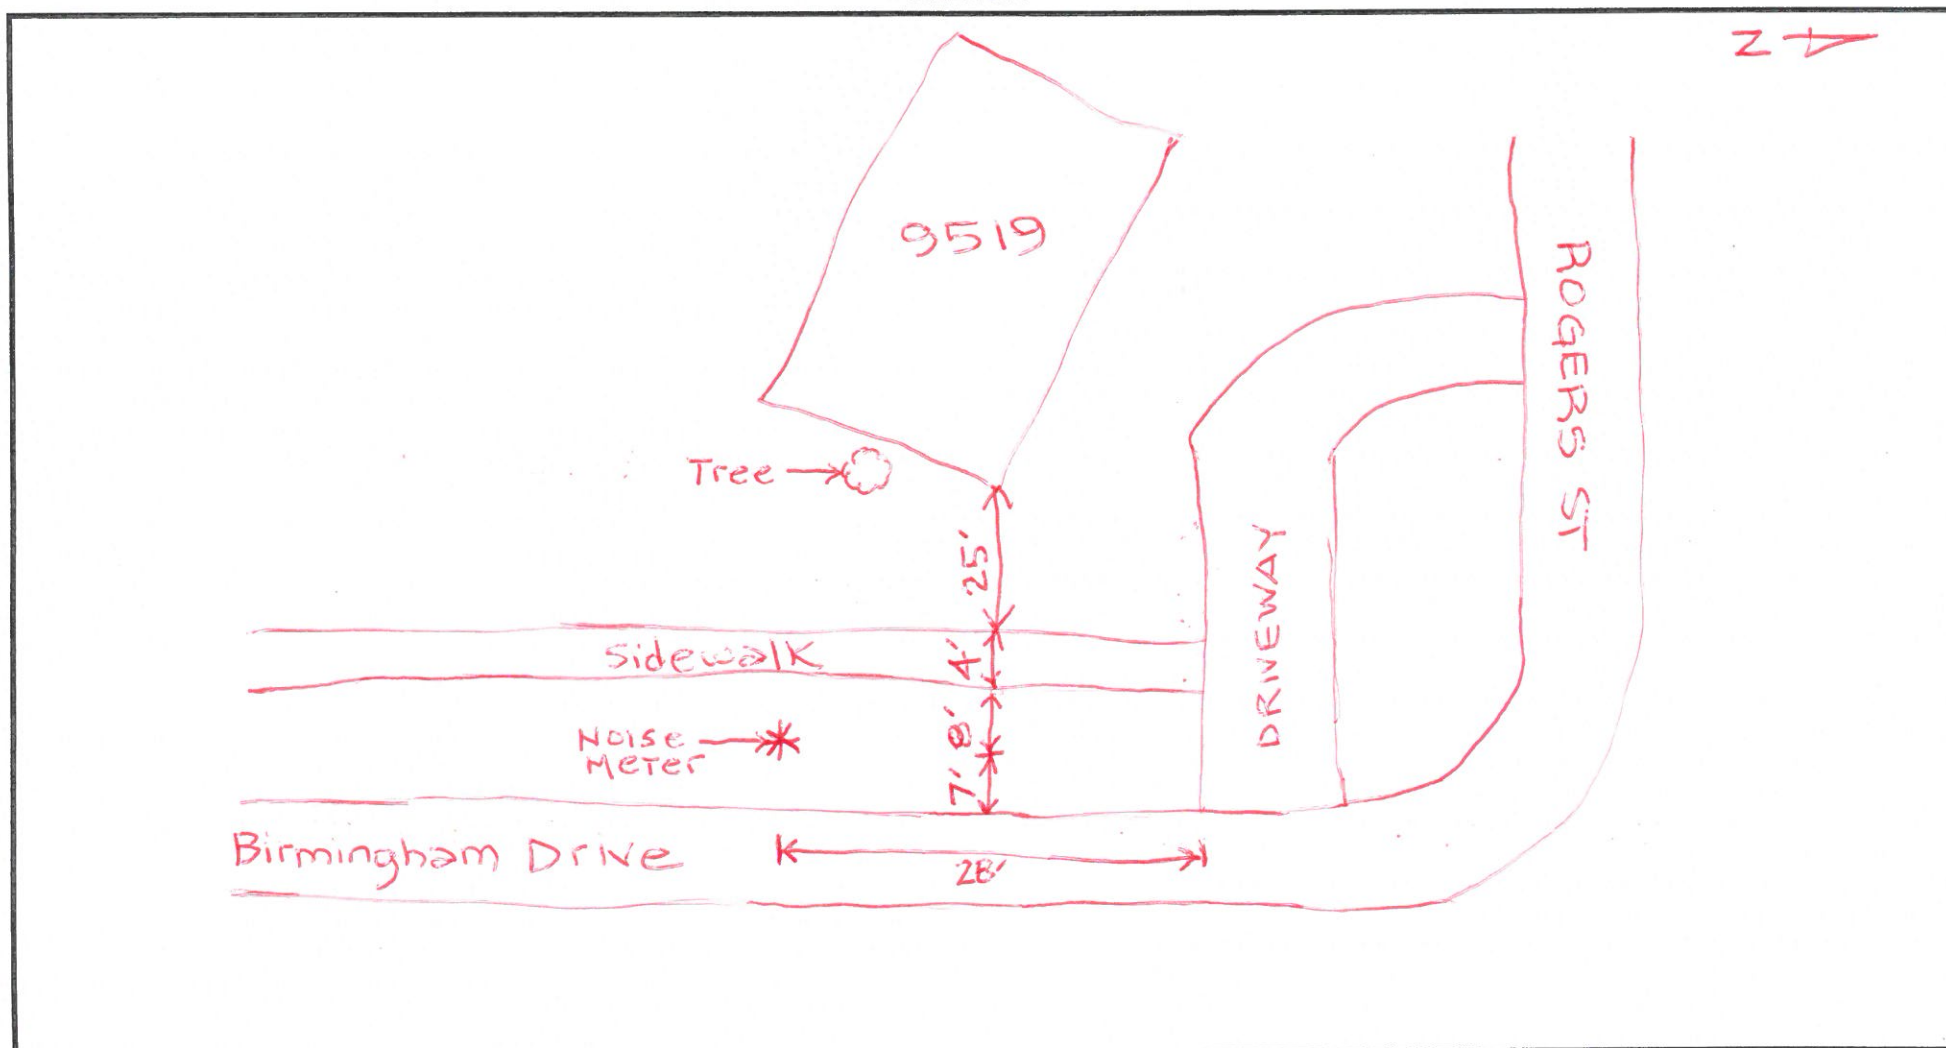 N
9519
ROGERS ST
Tree
25'
DRIVEWAY
Sidewalk
4'
8'
Noise
Meter
7'
Birmingham Drive
28'